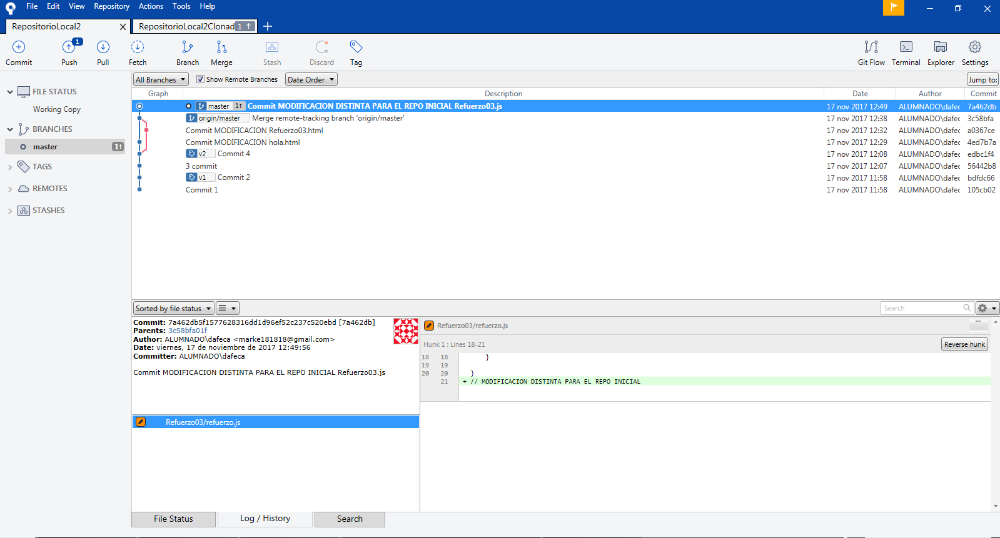 File Edit View Repository Actions Tools Help
RepositorioLocal2 RepositorioLocal2Clonad 1
1
Commit Push Pull Fetch Branch Merge Stash Discard Tag Git Flow Terminal Explorer Settings
All Branches Show Remote Branches Date Order Jump to:
Graph Description Date Author Commit
master 1↑ Commit MODIFICACION DISTINTA PARA EL REPO INICIAL Refuerzo03.js 17 nov 2017 12:49 ALUMNADO\dafec 7a462db
origin/master Merge remote-tracking branch 'origin/master' 17 nov 2017 12:38 ALUMNADO\dafec 3c58bfa
Commit MODIFICACION Refuerzo03.html 17 nov 2017 12:32 ALUMNADO\dafec a0367ce
Commit MODIFICACION hola.html 17 nov 2017 12:29 ALUMNADO\dafec 4ed7b7a
v2 Commit 4 17 nov 2017 12:08 ALUMNADO\dafec edbc1f4
3 commit 17 nov 2017 12:07 ALUMNADO\dafec 56442b8
v1 Commit 2 17 nov 2017 11:58 ALUMNADO\dafec bdfdc66
Commit 1 17 nov 2017 11:58 ALUMNADO\dafec 105cb02
FILE STATUS
Working Copy
BRANCHES
master 1↑
TAGS
REMOTES
STASHES
Sorted by file status Search
Commit: 7a462db5f1577628316dd1d96ef52c237c520ebd [7a462db]
Parents: 3c58bfa01f
Author: ALUMNADO\dafeca <marke181818@gmail.com>
Date: viernes, 17 de noviembre de 2017 12:49:56
Committer: ALUMNADO\dafeca
Commit MODIFICACION DISTINTA PARA EL REPO INICIAL Refuerzo03.js
Refuerzo03/refuerzo.js
Refuerzo03/refuerzo.js
Hunk 1 : Lines 18-21 Reverse hunk
18 18 }
19 19
20 20 }
21 + // MODIFICACION DISTINTA PARA EL REPO INICIAL
File Status Log / History Search